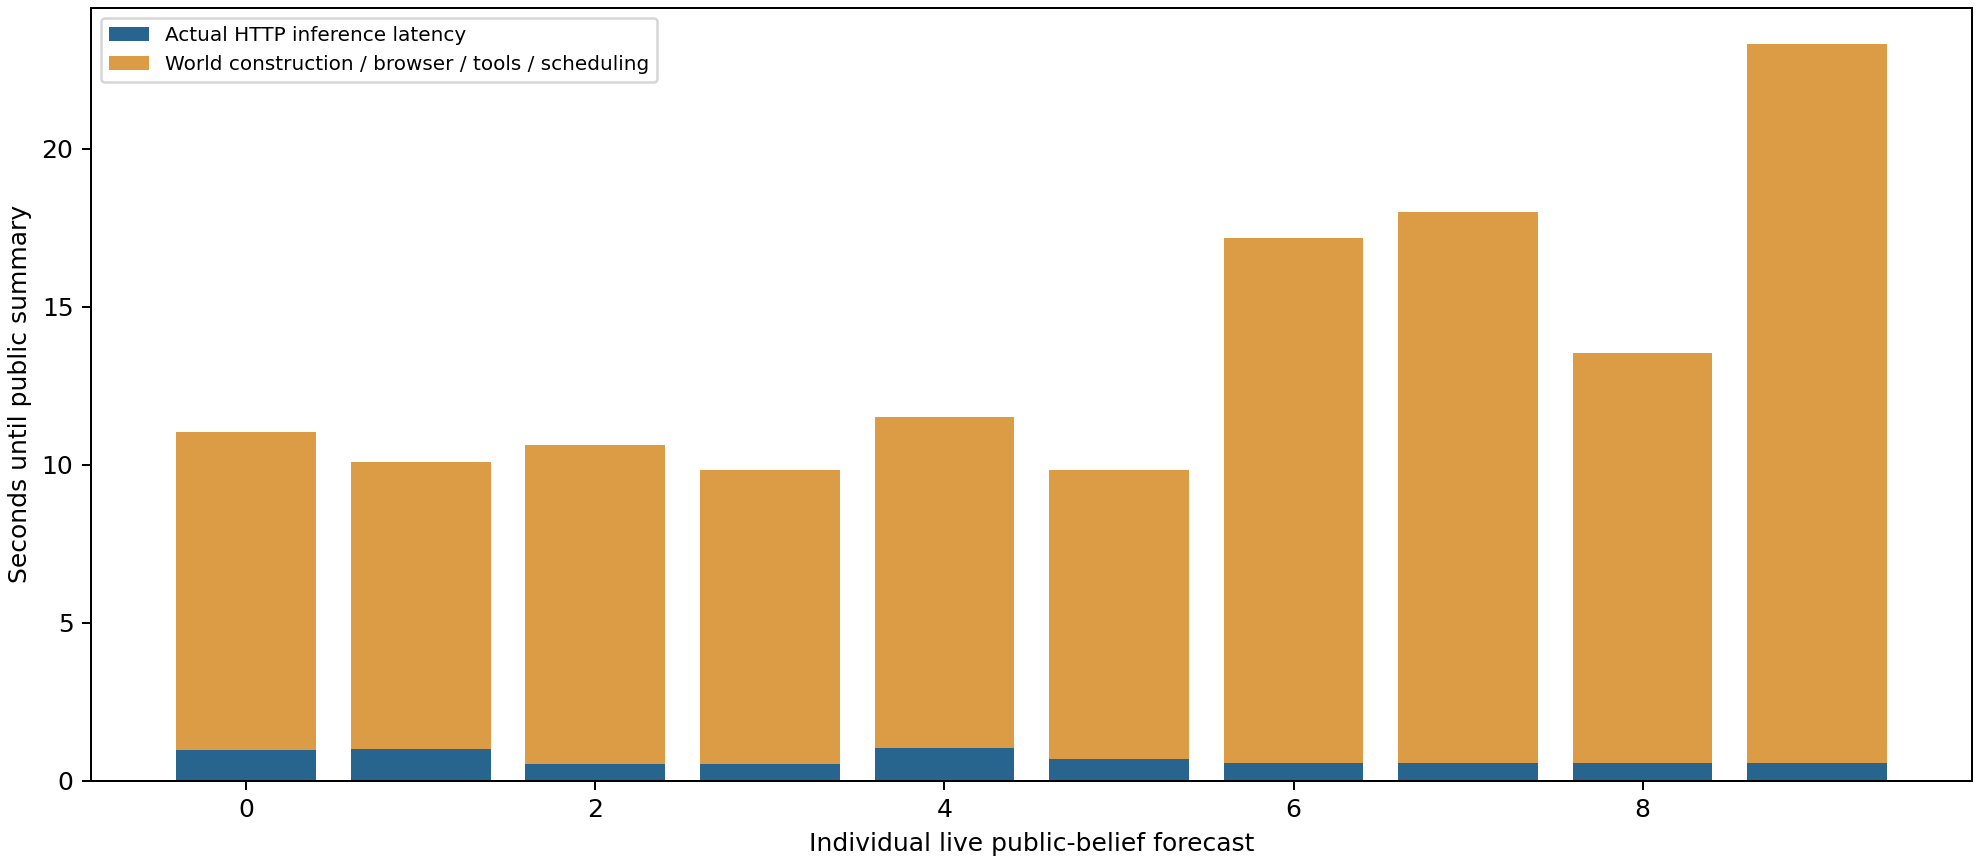 Actual HTTP inference latency
World construction / browser / tools / scheduling
Seconds until public summary
20
15
10
5
0
0 2 4 6 8
Individual live public-belief forecast